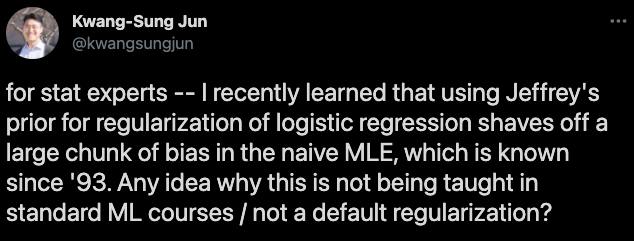 Kwang-Sung Jun
@kwangsungjun
for stat experts -- I recently learned that using Jeffrey's
prior for regularization of logistic regression shaves off a
large chunk of bias in the naive MLE, which is known
since '93. Any idea why this is not being taught in
standard ML courses / not a default regularization?